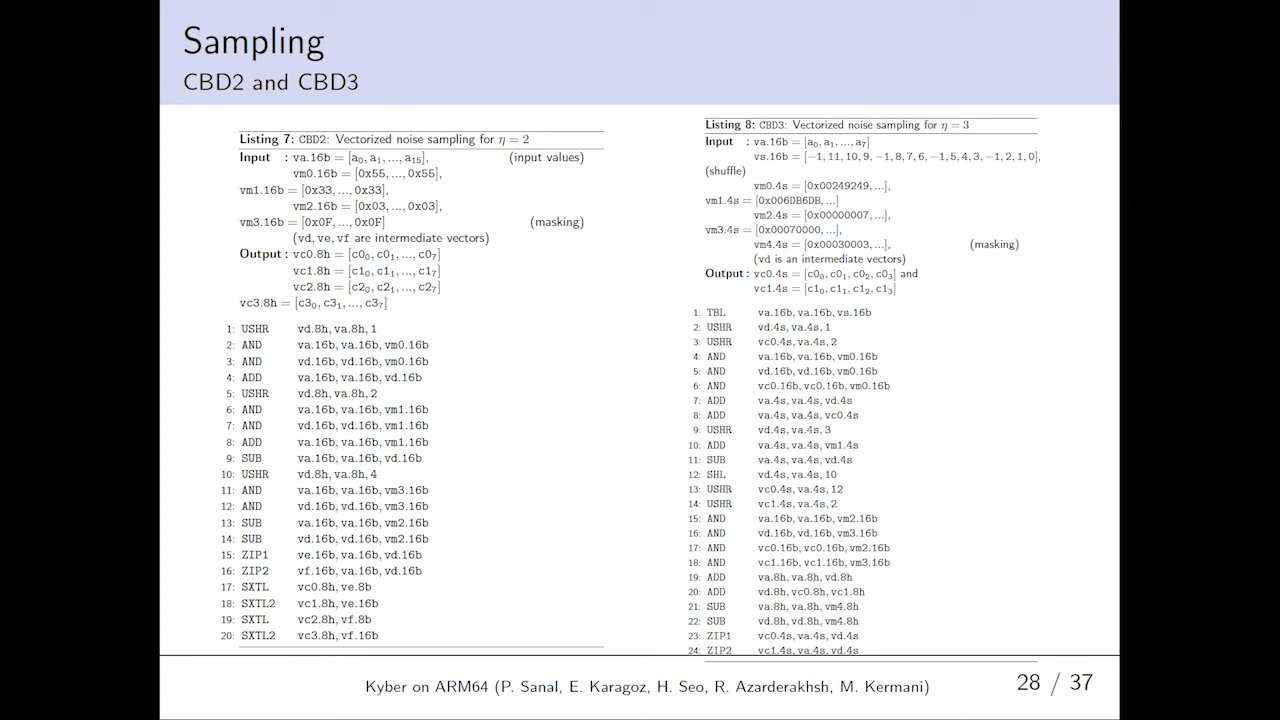 Sampling
CBD2 and CBD3
Listing 7: CBD2: Vectorized noise sampling for η = 2
Input : va.16b = [a₀, a₁, ..., a₁₅], (input values)
vm0.16b = [0x55, ..., 0x55],
vm1.16b = [0x33, ..., 0x33],
vm2.16b = [0x03, ..., 0x03],
vm3.16b = [0x0F, ..., 0x0F] (masking)
(vd, ve, vf are intermediate vectors)
Output : vc0.8h = [c0₀, c0₁, ..., c0₇]
vc1.8h = [c1₀, c1₁, ..., c1₇]
vc2.8h = [c2₀, c2₁, ..., c2₇]
vc3.8h = [c3₀, c3₁, ..., c3₇]
1: USHR vd.8h, va.8h, 1
2: AND va.16b, va.16b, vm0.16b
3: AND vd.16b, vd.16b, vm0.16b
4: ADD va.16b, va.16b, vd.16b
5: USHR vd.8h, va.8h, 2
6: AND va.16b, va.16b, vm1.16b
7: AND vd.16b, vd.16b, vm1.16b
8: ADD va.16b, va.16b, vm1.16b
9: SUB va.16b, va.16b, vd.16b
10: USHR vd.8h, va.8h, 4
11: AND va.16b, va.16b, vm3.16b
12: AND vd.16b, vd.16b, vm3.16b
13: SUB va.16b, va.16b, vm2.16b
14: SUB vd.16b, vd.16b, vm2.16b
15: ZIP1 ve.16b, va.16b, vd.16b
16: ZIP2 vf.16b, va.16b, vd.16b
17: SXTL vc0.8h, ve.8b
18: SXTL2 vc1.8h, ve.16b
19: SXTL vc2.8h, vf.8b
20: SXTL2 vc3.8h, vf.16b
Listing 8: CBD3: Vectorized noise sampling for η = 3
Input : va.16b = [a₀, a₁, ..., a₇]
vs.16b = [−1, 11, 10, 9, −1, 8, 7, 6, −1, 5, 4, 3, −1, 2, 1, 0],
(shuffle)
vm0.4s = [0x00249249, ...],
vm1.4s = [0x006DB6DB, ...]
vm2.4s = [0x00000007, ...],
vm3.4s = [0x00070000, ...],
vm4.4s = [0x00030003, ...], (masking)
(vd is an intermediate vectors)
Output : vc0.4s = [c0₀, c0₁, c0₂, c0₃] and
vc1.4s = [c1₀, c1₁, c1₂, c1₃]
1: TBL va.16b, va.16b, vs.16b
2: USHR vd.4s, va.4s, 1
3: USHR vc0.4s, va.4s, 2
4: AND va.16b, va.16b, vm0.16b
5: AND vd.16b, vd.16b, vm0.16b
6: AND vc0.16b, vc0.16b, vm0.16b
7: ADD va.4s, va.4s, vd.4s
8: ADD va.4s, va.4s, vc0.4s
9: USHR vd.4s, va.4s, 3
10: ADD va.4s, va.4s, vm1.4s
11: SUB va.4s, va.4s, vd.4s
12: SHL vd.4s, va.4s, 10
13: USHR vc0.4s, va.4s, 12
14: USHR vc1.4s, va.4s, 2
15: AND va.16b, va.16b, vm2.16b
16: AND vd.16b, vd.16b, vm3.16b
17: AND vc0.16b, vc0.16b, vm2.16b
18: AND vc1.16b, vc1.16b, vm3.16b
19: ADD va.8h, va.8h, vd.8h
20: ADD vd.8h, vc0.8h, vc1.8h
21: SUB va.8h, va.8h, vm4.8h
22: SUB vd.8h, vd.8h, vm4.8h
23: ZIP1 vc0.4s, va.4s, vd.4s
24: ZIP2 vc1.4s, va.4s, vd.4s
Kyber on ARM64 (P. Sanal, E. Karagoz, H. Seo, R. Azarderakhsh, M. Kermani)
28 / 37